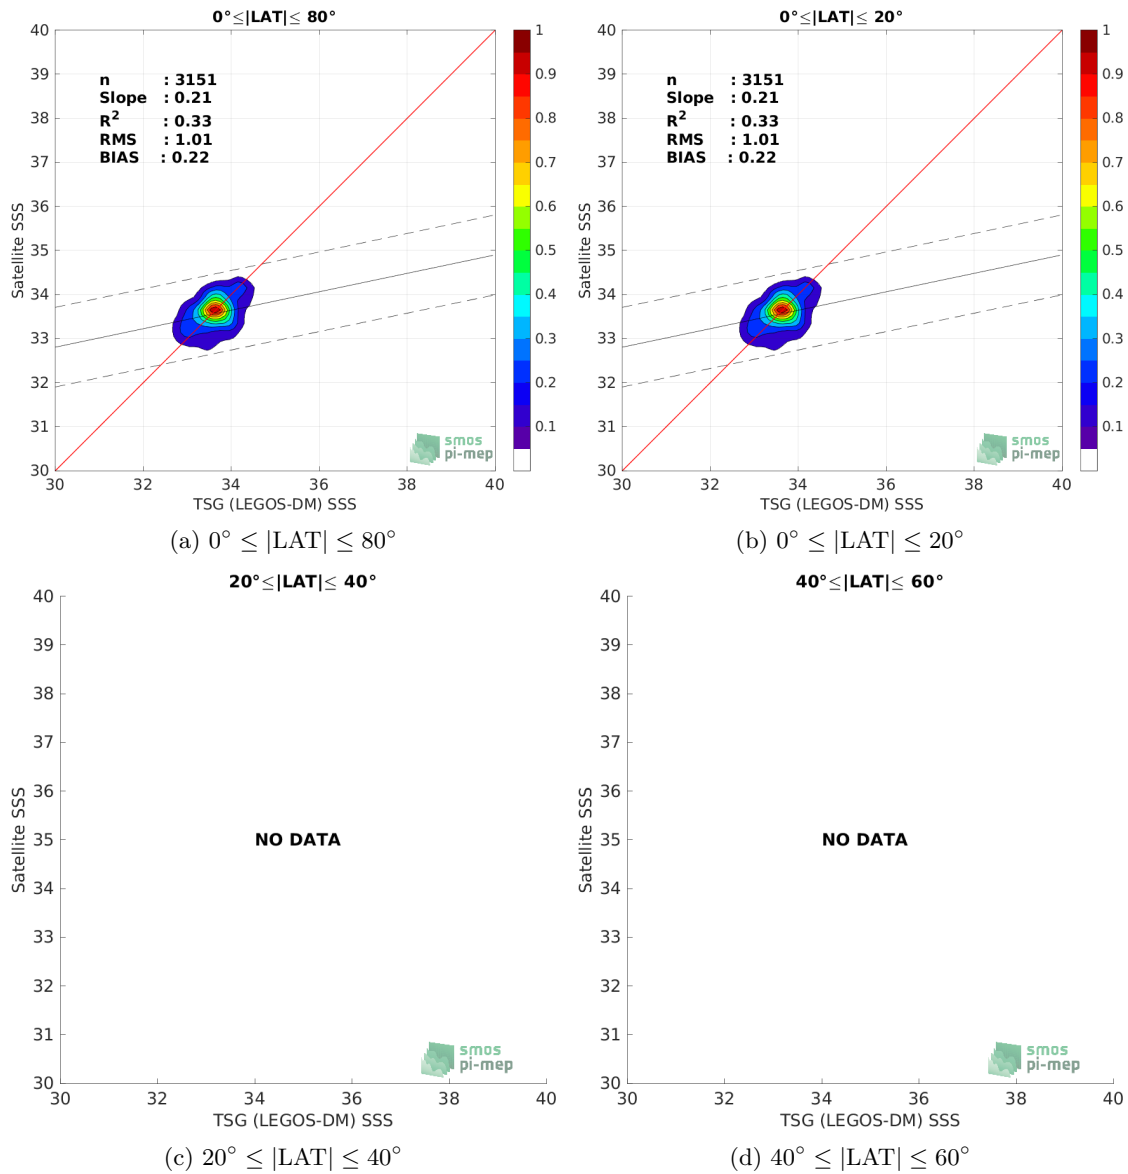 0°≤|LAT|≤ 80°
40
39
38
37
36
35
34
33
32
31
30
Satellite SSS
n : 3151
Slope : 0.21
R² : 0.33
RMS : 1.01
BIAS : 0.22
30 32 34 36 38 40
TSG (LEGOS-DM) SSS
smos
pi-mep
1
0.9
0.8
0.7
0.6
0.5
0.4
0.3
0.2
0.1
(a) 0° ≤ |LAT| ≤ 80°
0°≤|LAT|≤ 20°
40
39
38
37
36
35
34
33
32
31
30
Satellite SSS
n : 3151
Slope : 0.21
R² : 0.33
RMS : 1.01
BIAS : 0.22
30 32 34 36 38 40
TSG (LEGOS-DM) SSS
smos
pi-mep
1
0.9
0.8
0.7
0.6
0.5
0.4
0.3
0.2
0.1
(b) 0° ≤ |LAT| ≤ 20°
20°≤|LAT|≤ 40°
40
39
38
37
36
35
34
33
32
31
30
Satellite SSS
NO DATA
30 32 34 36 38 40
TSG (LEGOS-DM) SSS
smos
pi-mep
(c) 20° ≤ |LAT| ≤ 40°
40°≤|LAT|≤ 60°
40
39
38
37
36
35
34
33
32
31
30
Satellite SSS
NO DATA
30 32 34 36 38 40
TSG (LEGOS-DM) SSS
smos
pi-mep
(d) 40° ≤ |LAT| ≤ 60°